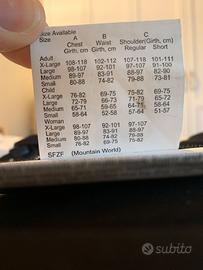 Size Available
Size A B C
Chest Waist Shoulder(Girth, cm)
Girth, cm Girth, cm Regular Short
Adult
X-Large 108-118 102-112 107-118 101-111
Large 98-107 92-101 97-107 91-100
Medium 89-97 83-91 88-97 82-90
Small 80-88 74-82 79-88 73-81
Child
X-Large 76-82 69-75 75-82 69-75
Large 72-79 66-73 71-79 65-72
Medium 65-71 59-65 64-71 58-64
Small 58-64 52-58 57-64 51-57
Woman
X-Large 98-107 92-101 97-107
Large 89-97 83-91 88-97
Medium 80-88 74-82 79-88
Small 76-82 69-75 75-82
SFZF (Mountain World)
subito